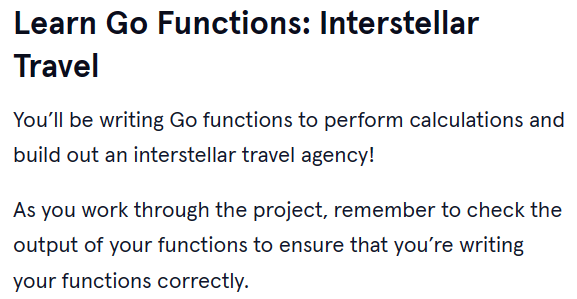 Learn Go Functions: Interstellar
Travel
You’ll be writing Go functions to perform calculations and
build out an interstellar travel agency!
As you work through the project, remember to check the
output of your functions to ensure that you’re writing
your functions correctly.